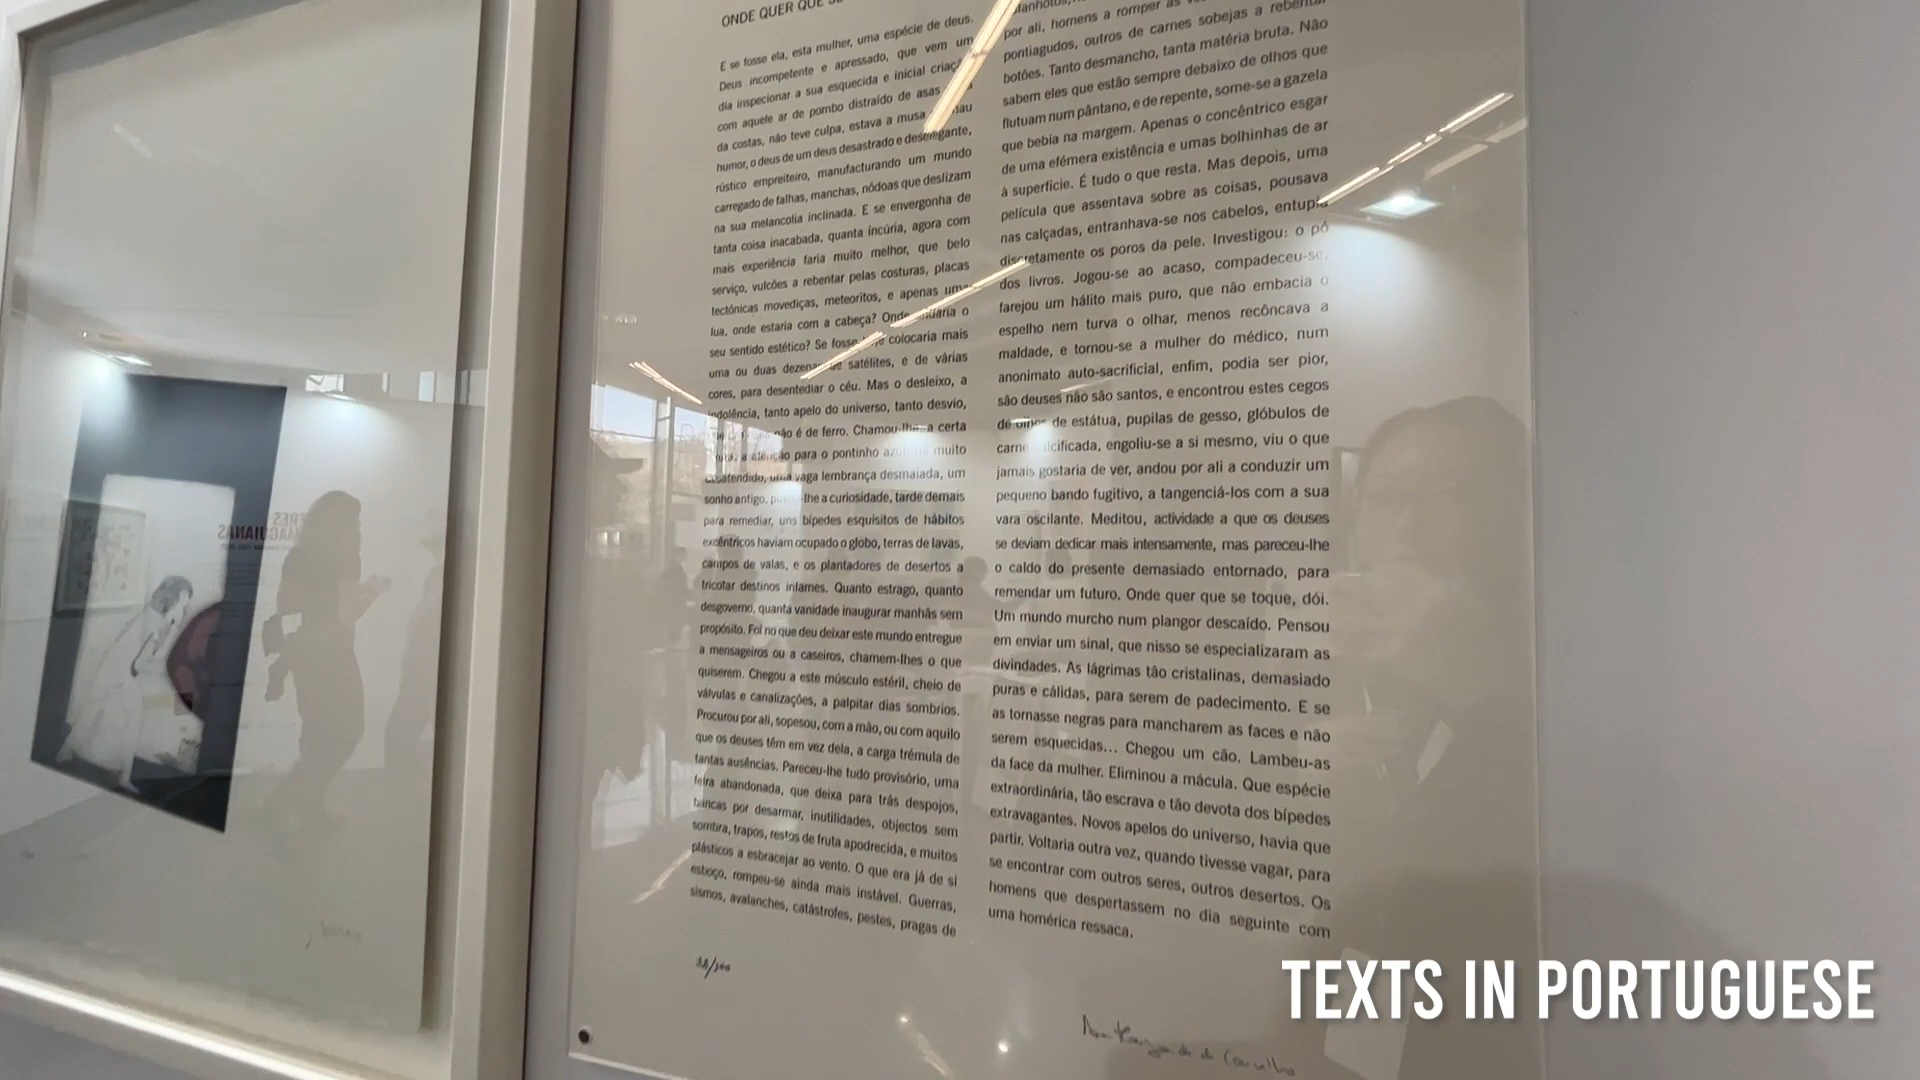 ONDE QUER QUE SE
E se fosse ela, esta mulher, uma espécie de deus.
Deus incompetente e apressado, que vem um
dia inspecionar a sua esquecida e inicial
com aquele ar de pombo distraído de asas
da costas, não teve culpa, estava a musa
humor, o deus de um deus desastrado e deselegante,
rústico empreiteiro, manufacturando um mundo
carregado de falhas, manchas, nódoas que deslizam
na sua melancolia inclinada. E se envergonha de
tanta coisa inacabada, quanta incúria, agora com
mais experiência faria muito melhor, que belo
serviço, vulcões a rebentar pelas costuras, placas
tectónicas movediças, meteoritos, e apenas uma
lua, onde estaria com a cabeça? Onde andaria o
seu sentido estético? Se fosse hoje colocaria mais
uma ou duas dezenas de satélites, e de várias
cores, para desentediar o céu. Mas o desleixo, a
indolência, tanto apelo do universo, tanto desvio,
não é de ferro. Chamou-lhe a certa
a atenção para o pontinho muito
desatendido, uma vaga lembrança desmaiada, um
sonho antigo, a curiosidade, tarde demais
para remediar, uns bípedes esquisitos de hábitos
excêntricos haviam ocupado o globo, terras de lavas,
campos de valas, e os plantadores de desertos a
tricotar destinos infames. Quanto estrago, quanto
desgoverno, quanta vanidade inaugurar manhãs sem
propósito. Foi no que deu deixar este mundo entregue
a mensageiros ou a caseiros, chamem-lhes o que
quiserem. Chegou a este músculo estéril, cheio de
válvulas e canalizações, a palpitar dias sombrios.
Procurou por ali, sopesou, com a mão, ou com aquilo
que os deuses têm em vez dela, a carga trémula de
tantas ausências. Pareceu-lhe tudo provisório, uma
feira abandonada, que deixa para trás despojos,
bancas por desarmar, inutilidades, objectos sem
sombra, trapos, restos de fruta apodrecida, e muitos
plásticos a esbracejar ao vento. O que era já de si
esboço, rompeu-se ainda mais instável. Guerras,
sismos, avalanches, catástrofes, pestes, pragas de
por ali, homens a romper as
pontiagudos, outros de carnes sobejas a rebentar
botões. Tanto desmancho, tanta matéria bruta. Não
sabem eles que estão sempre debaixo de olhos que
flutuam num pântano, e de repente, some-se a gazela
que bebia na margem. Apenas o concêntrico esgar
de uma efémera existência e umas bolhinhas de ar
à superfície. É tudo o que resta. Mas depois, uma
película que assentava sobre as coisas, pousava
nas calçadas, entranhava-se nos cabelos, entupia
discretamente os poros da pele. Investigou: o pó
dos livros. Jogou-se ao acaso, compadeceu-se,
farejou um hálito mais puro, que não embacia o
espelho nem turva o olhar, menos recôncava a
maldade, e tornou-se a mulher do médico, num
anonimato auto-sacrificial, enfim, podia ser pior,
são deuses não são santos, e encontrou estes cegos
de olhos de estátua, pupilas de gesso, glóbulos de
carne calcificada, engoliu-se a si mesmo, viu o que
jamais gostaria de ver, andou por ali a conduzir um
pequeno bando fugitivo, a tangenciá-los com a sua
vara oscilante. Meditou, actividade a que os deuses
se deviam dedicar mais intensamente, mas pareceu-lhe
o caldo do presente demasiado entornado, para
remendar um futuro. Onde quer que se toque, dói.
Um mundo murcho num plangor descaído. Pensou
em enviar um sinal, que nisso se especializaram as
divindades. As lágrimas tão cristalinas, demasiado
puras e cálidas, para serem de padecimento. E se
as tornasse negras para mancharem as faces e não
serem esquecidas... Chegou um cão. Lambeu-as
da face da mulher. Eliminou a mácula. Que espécie
extraordinária, tão escrava e tão devota dos bípedes
extravagantes. Novos apelos do universo, havia que
partir. Voltaria outra vez, quando tivesse vagar, para
se encontrar com outros seres, outros desertos. Os
homens que despertassem no dia seguinte com
uma homérica ressaca.
TEXTS IN PORTUGUESE